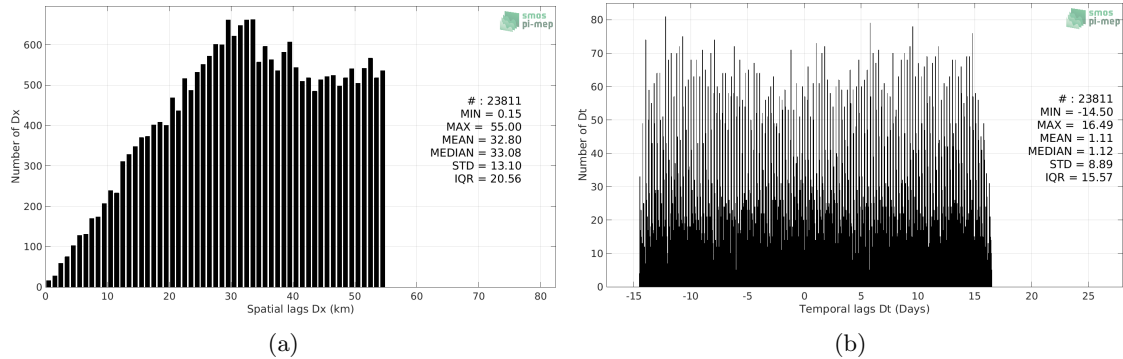 smos
pi-mep
600
500
400
300
200
100
0
Number of Dx
# : 23811
MIN = 0.15
MAX = 55.00
MEAN = 32.80
MEDIAN = 33.08
STD = 13.10
IQR = 20.56
0 10 20 30 40 50 60 70 80
Spatial lags Dx (km)
(a)
smos
pi-mep
80
70
60
50
40
30
20
10
0
Number of Dt
# : 23811
MIN = -14.50
MAX = 16.49
MEAN = 1.11
MEDIAN = 1.12
STD = 8.89
IQR = 15.57
-15 -10 -5 0 5 10 15 20 25
Temporal lags Dt (Days)
(b)